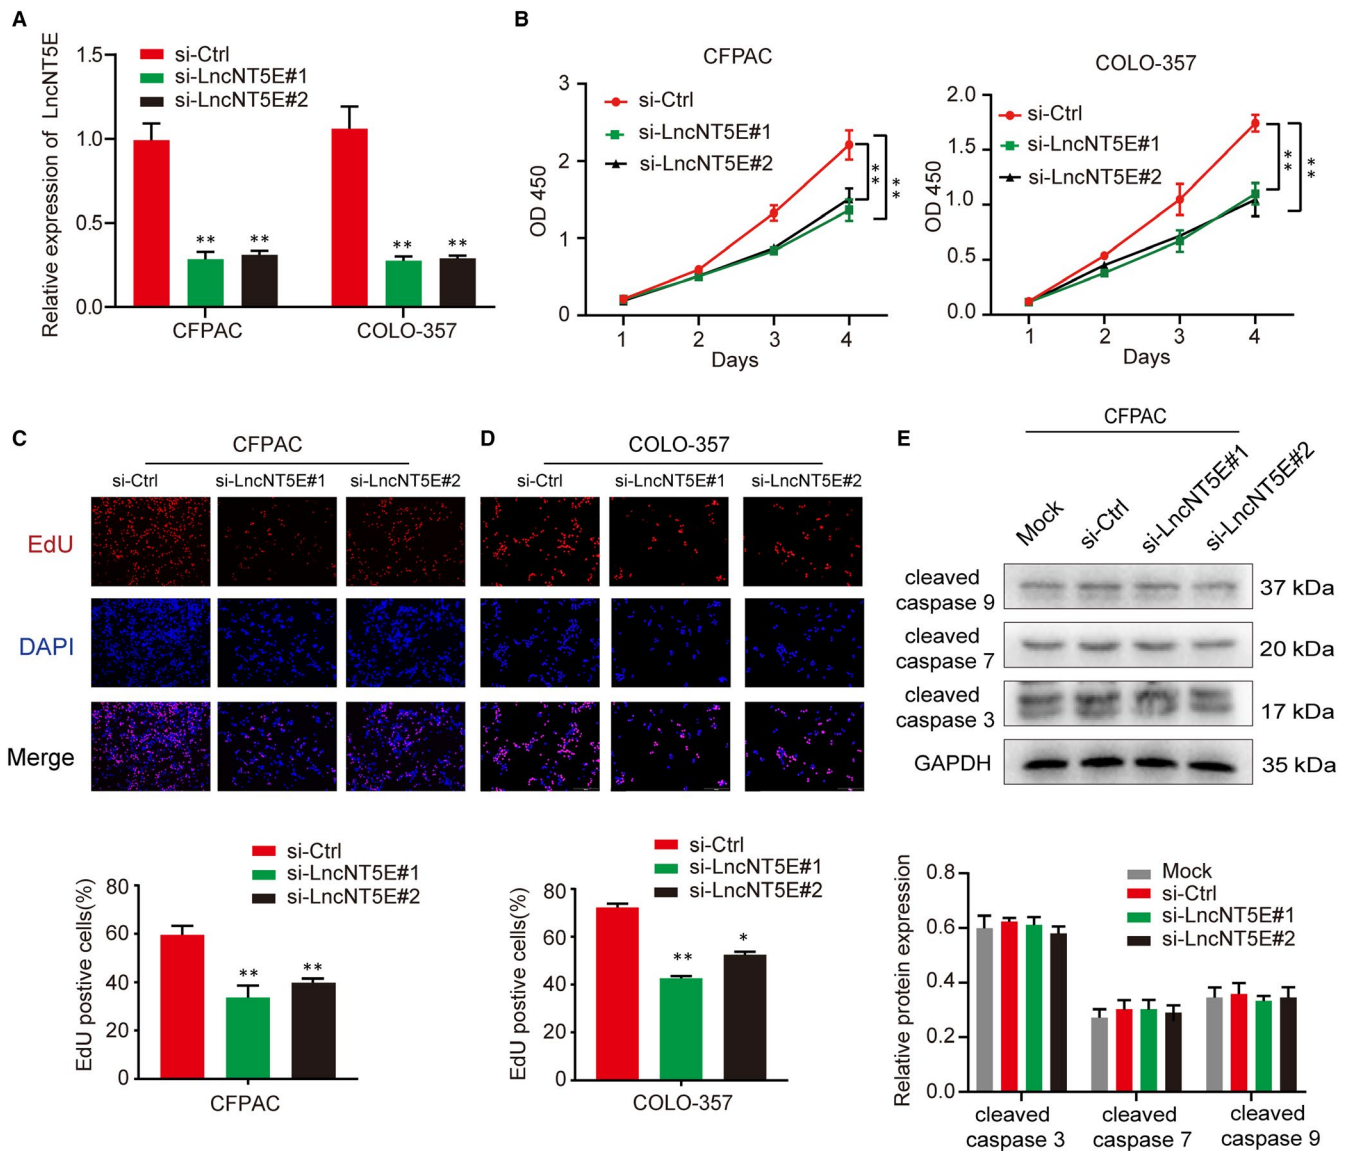 A
Relative expression of LncNT5E
1.5
1.0
0.5
0.0
si-Ctrl
si-LncNT5E#1
si-LncNT5E#2
** ** ** **
CFPAC COLO-357
B
CFPAC
OD 450
3
2
1
0
si-Ctrl
si-LncNT5E#1
si-LncNT5E#2
** **
1 2 3 4
Days
COLO-357
OD 450
2.0
1.5
1.0
0.5
0.0
si-Ctrl
si-LncNT5E#1
si-LncNT5E#2
** **
1 2 3 4
Days
C
CFPAC
si-Ctrl si-LncNT5E#1 si-LncNT5E#2
EdU
DAPI
Merge
EdU postive cells(%)
80
60
40
20
0
si-Ctrl
si-LncNT5E#1
si-LncNT5E#2
** **
CFPAC
D
COLO-357
si-Ctrl si-LncNT5E#1 si-LncNT5E#2
EdU postive cells(%)
80
60
40
20
0
si-Ctrl
si-LncNT5E#1
si-LncNT5E#2
** *
COLO-357
E
CFPAC
Mock si-Ctrl si-LncNT5E#1 si-LncNT5E#2
cleaved
caspase 9
37 kDa
cleaved
caspase 7
20 kDa
cleaved
caspase 3
17 kDa
GAPDH
35 kDa
Relative protein expression
0.8
0.6
0.4
0.2
0.0
Mock
si-Ctrl
si-LncNT5E#1
si-LncNT5E#2
cleaved
caspase 3
cleaved
caspase 7
cleaved
caspase 9